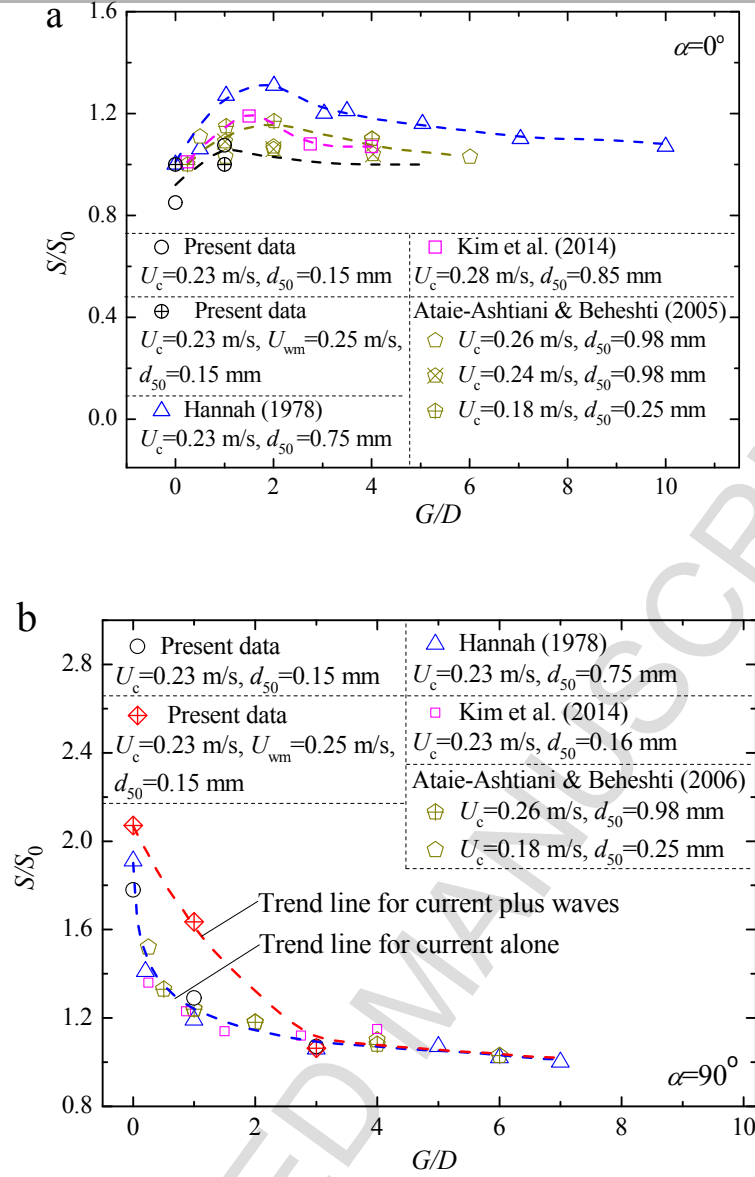 a
1.6
α=0°
1.2
0.8
0.4
0.0
S/S0
Present data
Uc=0.23 m/s, d50=0.15 mm
Present data
Uc=0.23 m/s, Uwm=0.25 m/s,
d50=0.15 mm
Hannah (1978)
Uc=0.23 m/s, d50=0.75 mm
Kim et al. (2014)
Uc=0.28 m/s, d50=0.85 mm
Ataie-Ashtiani & Beheshti (2005)
Uc=0.26 m/s, d50=0.98 mm
Uc=0.24 m/s, d50=0.98 mm
Uc=0.18 m/s, d50=0.25 mm
0 2 4 6 8 10
G/D
b
2.8
2.4
2.0
1.6
1.2
0.8
S/S0
Present data
Uc=0.23 m/s, d50=0.15 mm
Present data
Uc=0.23 m/s, Uwm=0.25 m/s,
d50=0.15 mm
Hannah (1978)
Uc=0.23 m/s, d50=0.75 mm
Kim et al. (2014)
Uc=0.23 m/s, d50=0.16 mm
Ataie-Ashtiani & Beheshti (2006)
Uc=0.26 m/s, d50=0.98 mm
Uc=0.18 m/s, d50=0.25 mm
Trend line for current plus waves
Trend line for current alone
α=90°
0 2 4 6 8 10
G/D
ED MANUSCRI